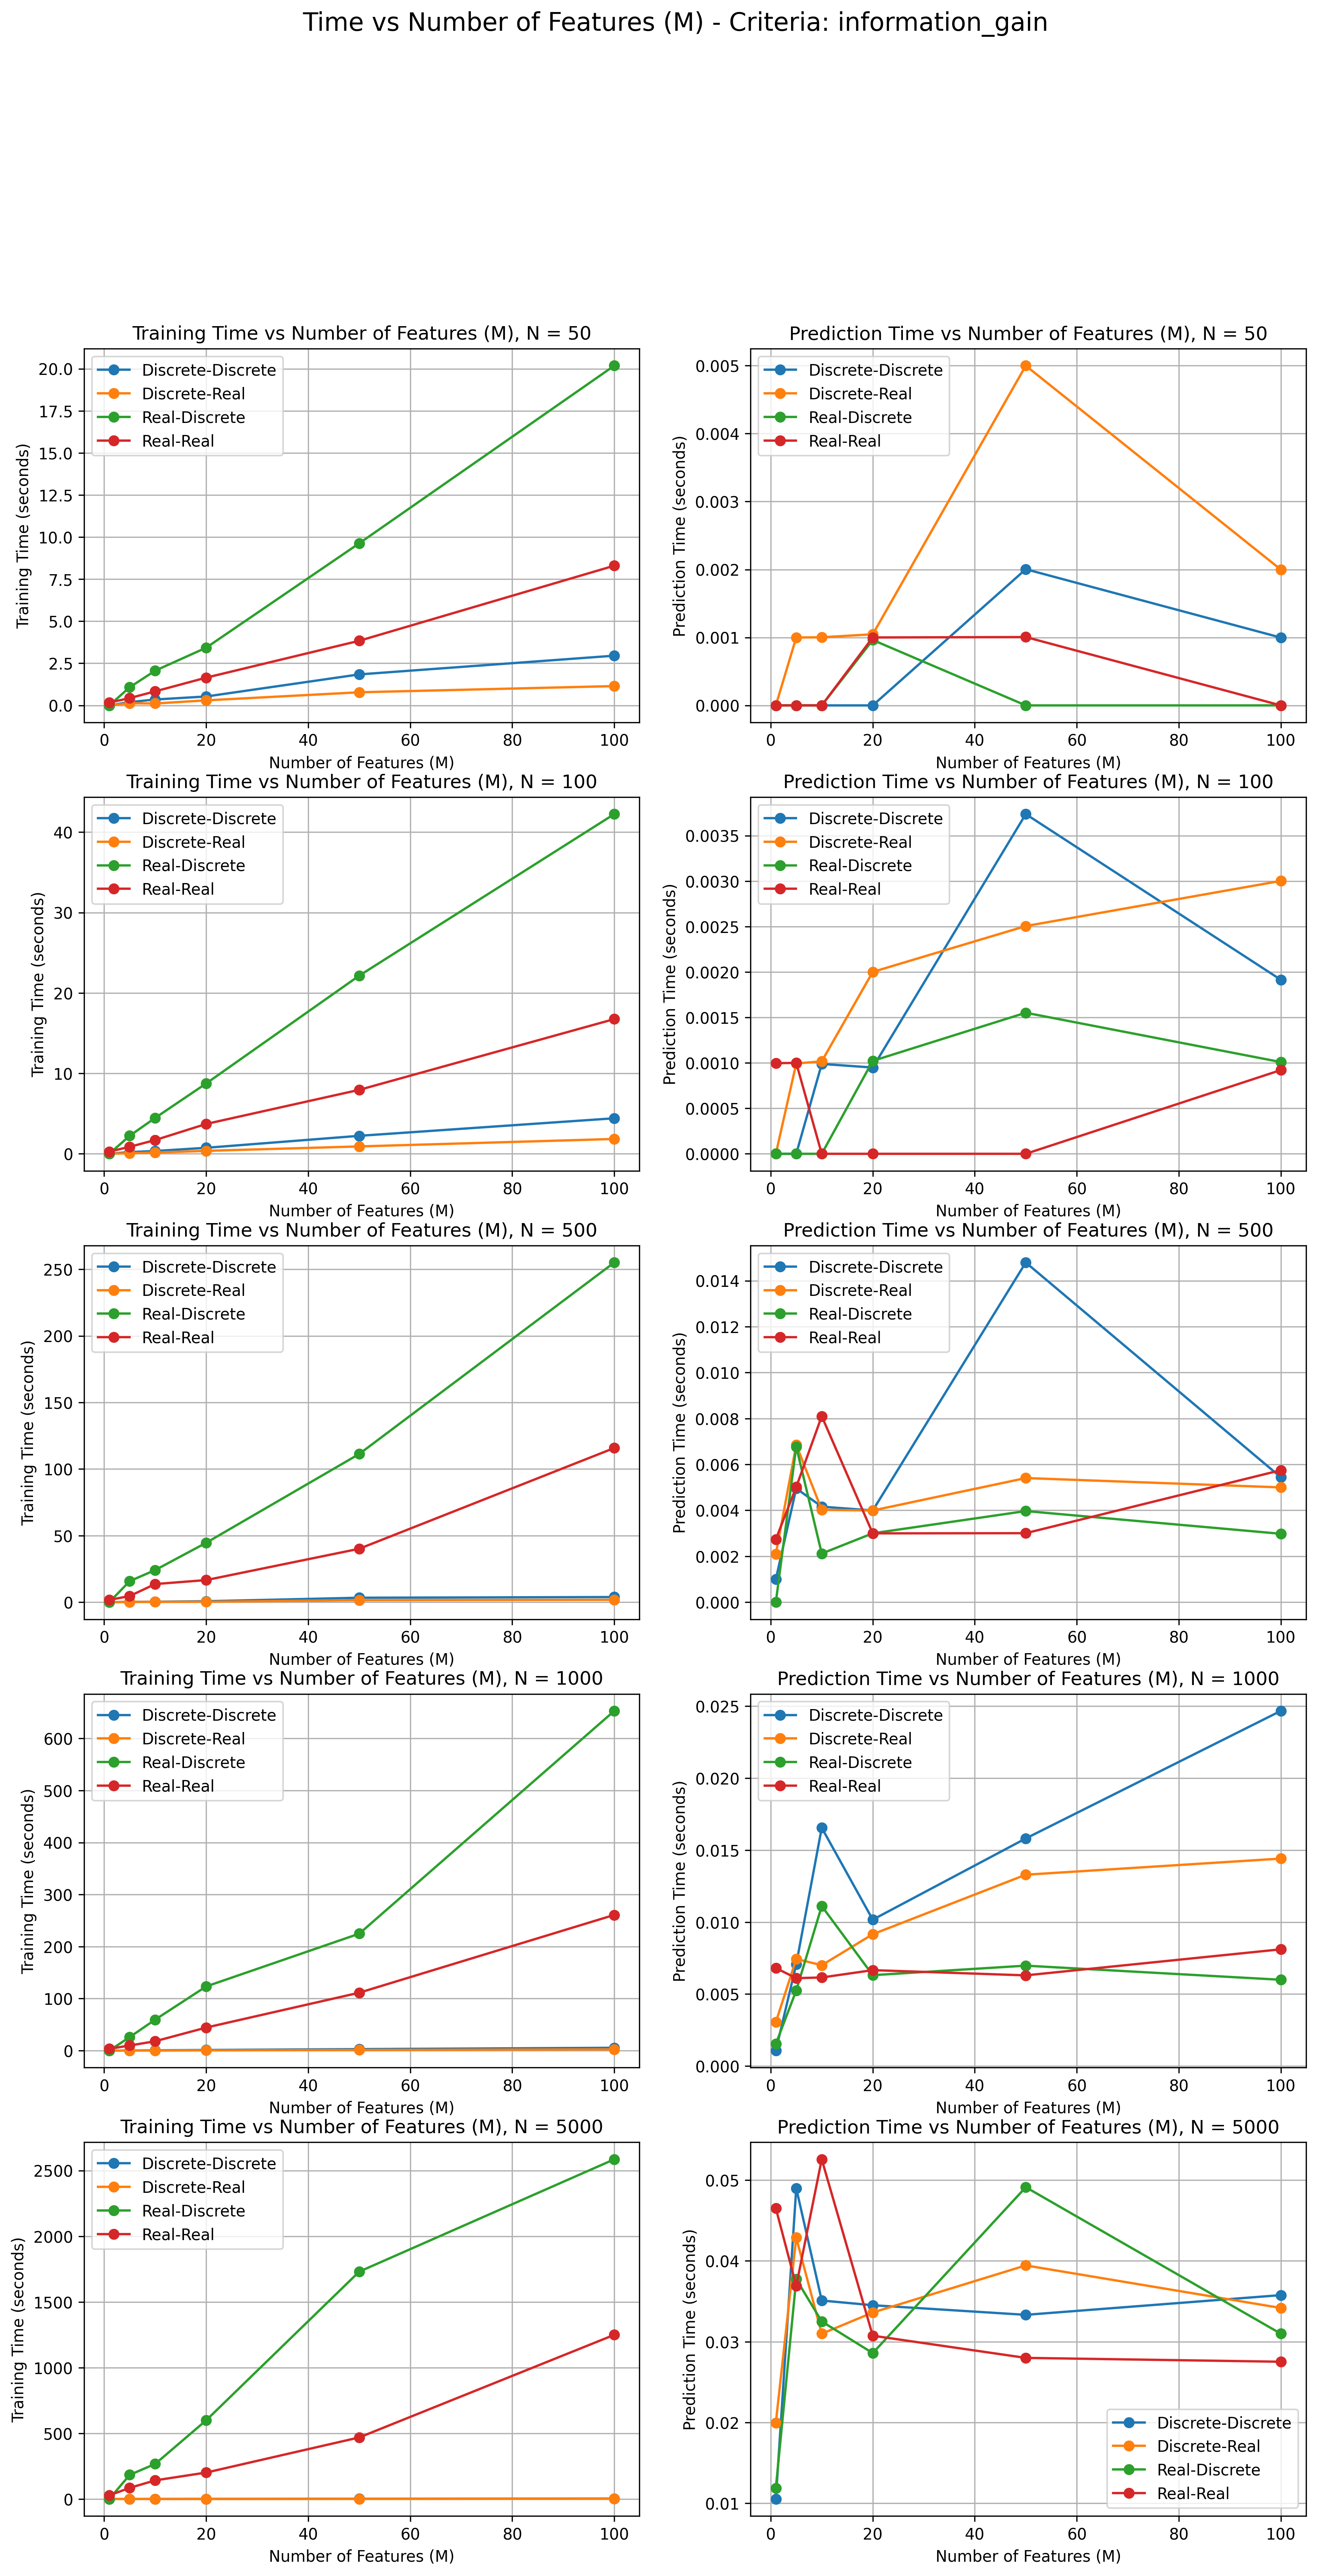 Time vs Number of Features (M) - Criteria: information_gain
Training Time vs Number of Features (M), N = 50
Training Time (seconds)
20.0
17.5
15.0
12.5
10.0
7.5
5.0
2.5
0.0
Discrete-Discrete
Discrete-Real
Real-Discrete
Real-Real
0 20 40 60 80 100
Number of Features (M)
Prediction Time vs Number of Features (M), N = 50
Prediction Time (seconds)
0.005
0.004
0.003
0.002
0.001
0.000
Discrete-Discrete
Discrete-Real
Real-Discrete
Real-Real
0 20 40 60 80 100
Number of Features (M)
Training Time vs Number of Features (M), N = 100
Training Time (seconds)
40
30
20
10
0
Discrete-Discrete
Discrete-Real
Real-Discrete
Real-Real
0 20 40 60 80 100
Number of Features (M)
Prediction Time vs Number of Features (M), N = 100
Prediction Time (seconds)
0.0035
0.0030
0.0025
0.0020
0.0015
0.0010
0.0005
0.0000
Discrete-Discrete
Discrete-Real
Real-Discrete
Real-Real
0 20 40 60 80 100
Number of Features (M)
Training Time vs Number of Features (M), N = 500
Training Time (seconds)
250
200
150
100
50
0
Discrete-Discrete
Discrete-Real
Real-Discrete
Real-Real
0 20 40 60 80 100
Number of Features (M)
Prediction Time vs Number of Features (M), N = 500
Prediction Time (seconds)
0.014
0.012
0.010
0.008
0.006
0.004
0.002
0.000
Discrete-Discrete
Discrete-Real
Real-Discrete
Real-Real
0 20 40 60 80 100
Number of Features (M)
Training Time vs Number of Features (M), N = 1000
Training Time (seconds)
600
500
400
300
200
100
0
Discrete-Discrete
Discrete-Real
Real-Discrete
Real-Real
0 20 40 60 80 100
Number of Features (M)
Prediction Time vs Number of Features (M), N = 1000
Prediction Time (seconds)
0.025
0.020
0.015
0.010
0.005
0.000
Discrete-Discrete
Discrete-Real
Real-Discrete
Real-Real
0 20 40 60 80 100
Number of Features (M)
Training Time vs Number of Features (M), N = 5000
Training Time (seconds)
2500
2000
1500
1000
500
0
Discrete-Discrete
Discrete-Real
Real-Discrete
Real-Real
0 20 40 60 80 100
Number of Features (M)
Prediction Time vs Number of Features (M), N = 5000
Prediction Time (seconds)
0.05
0.04
0.03
0.02
0.01
Discrete-Discrete
Discrete-Real
Real-Discrete
Real-Real
0 20 40 60 80 100
Number of Features (M)